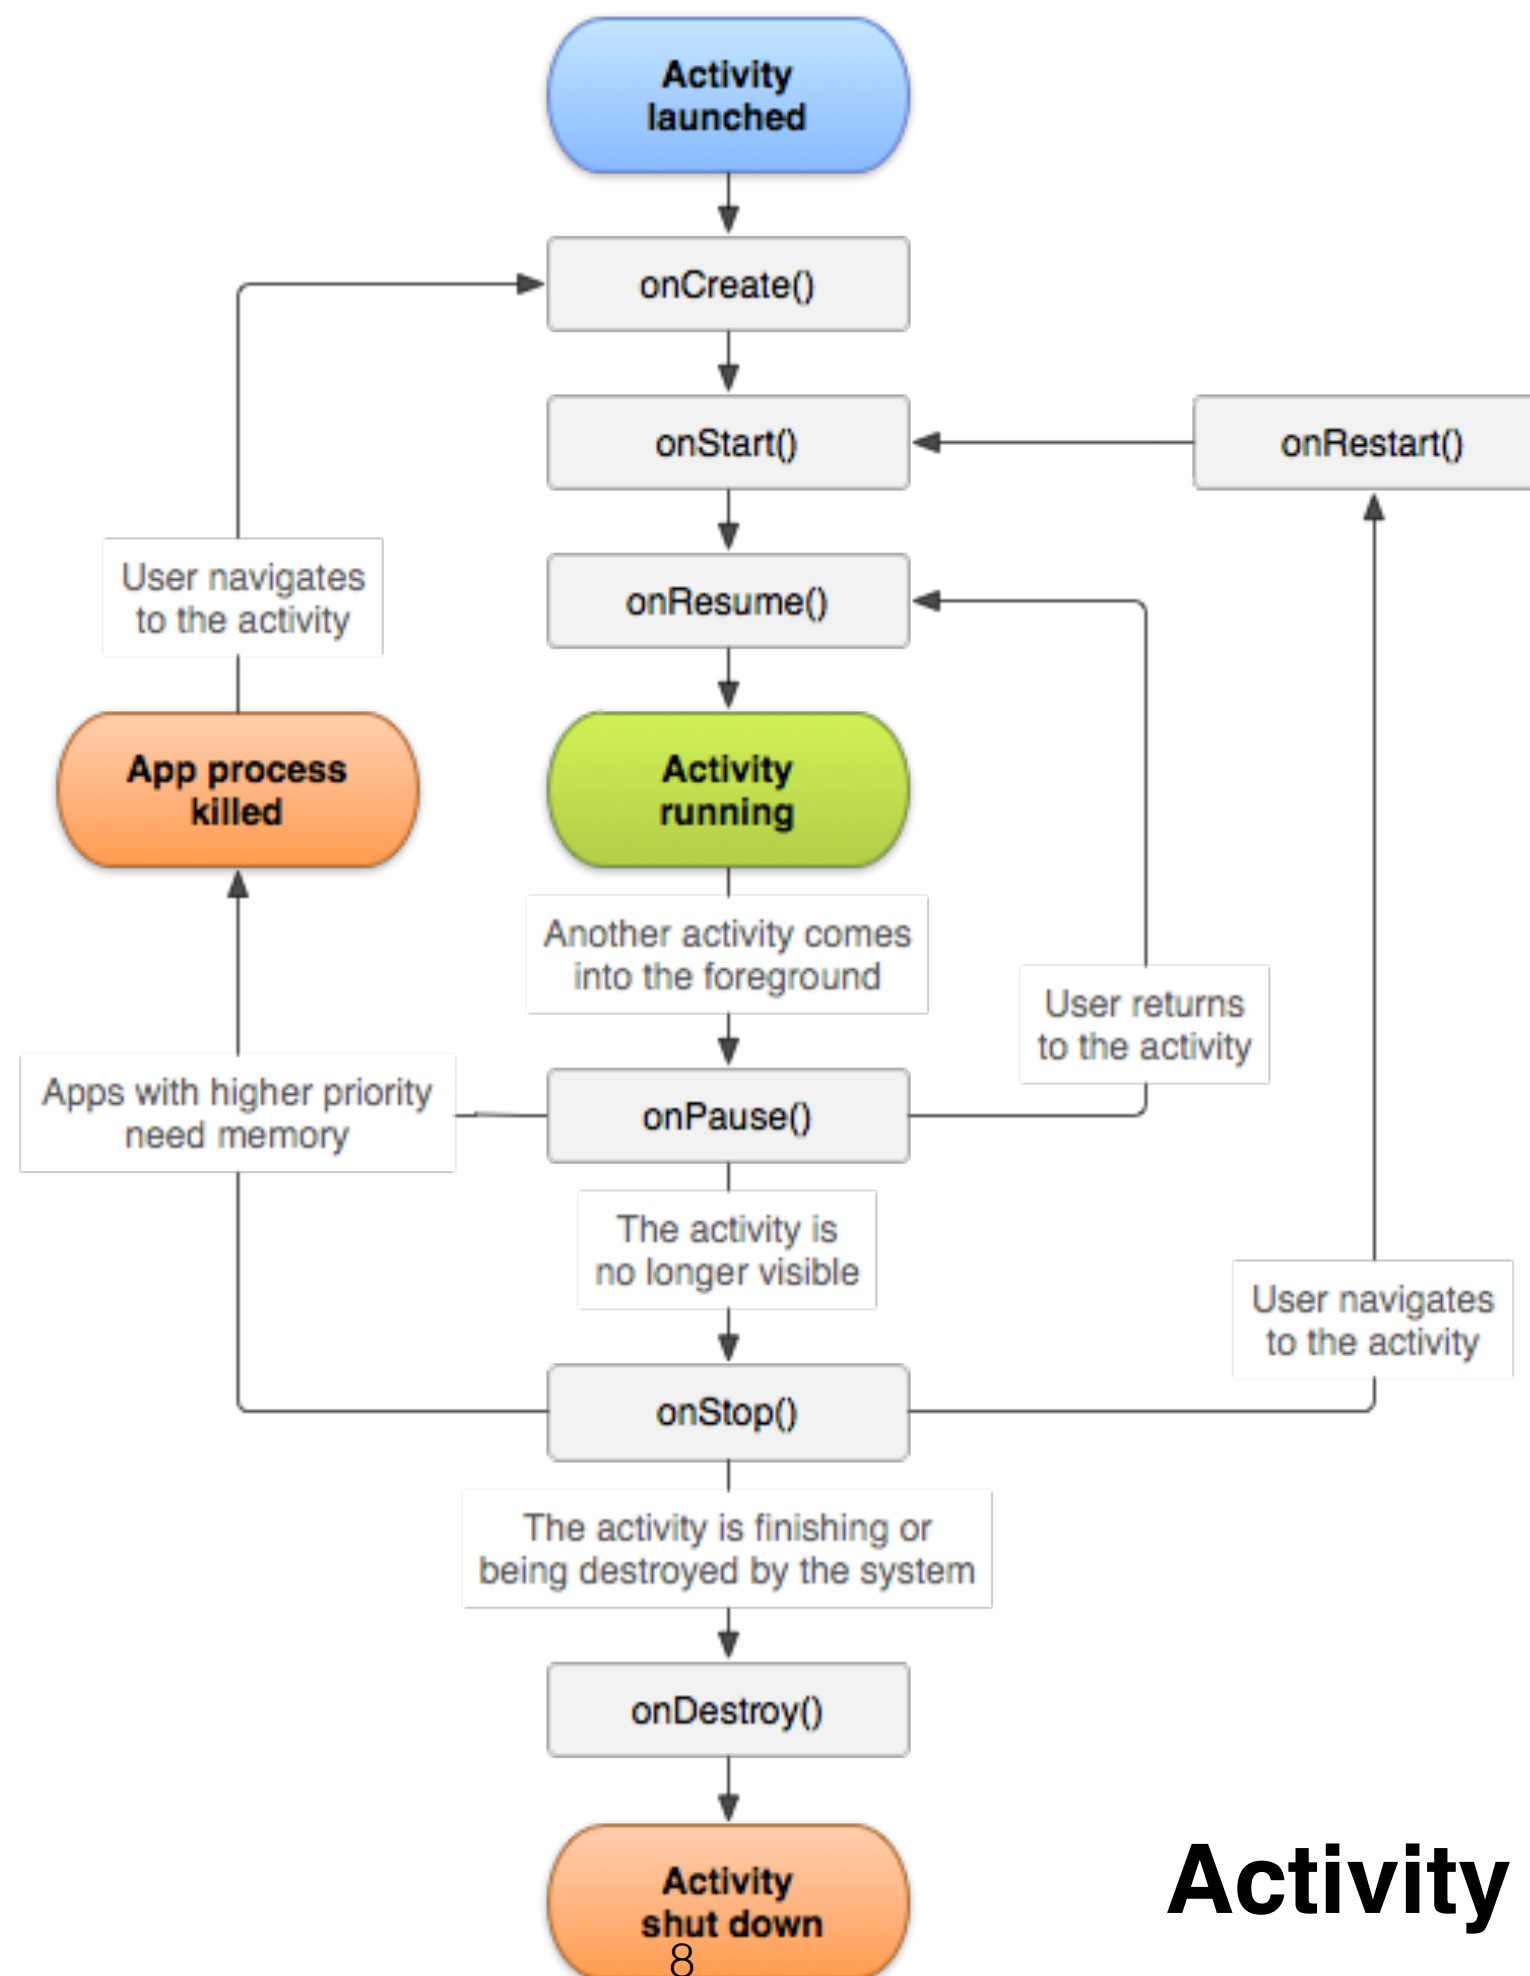 Activity
launched
onCreate()
onStart()
onRestart()
onResume()
User navigates
to the activity
App process
killed
Activity
running
Another activity comes
into the foreground
User returns
to the activity
Apps with higher priority
need memory
onPause()
The activity is
no longer visible
User navigates
to the activity
onStop()
The activity is finishing or
being destroyed by the system
onDestroy()
Activity
shut down
Activity
8